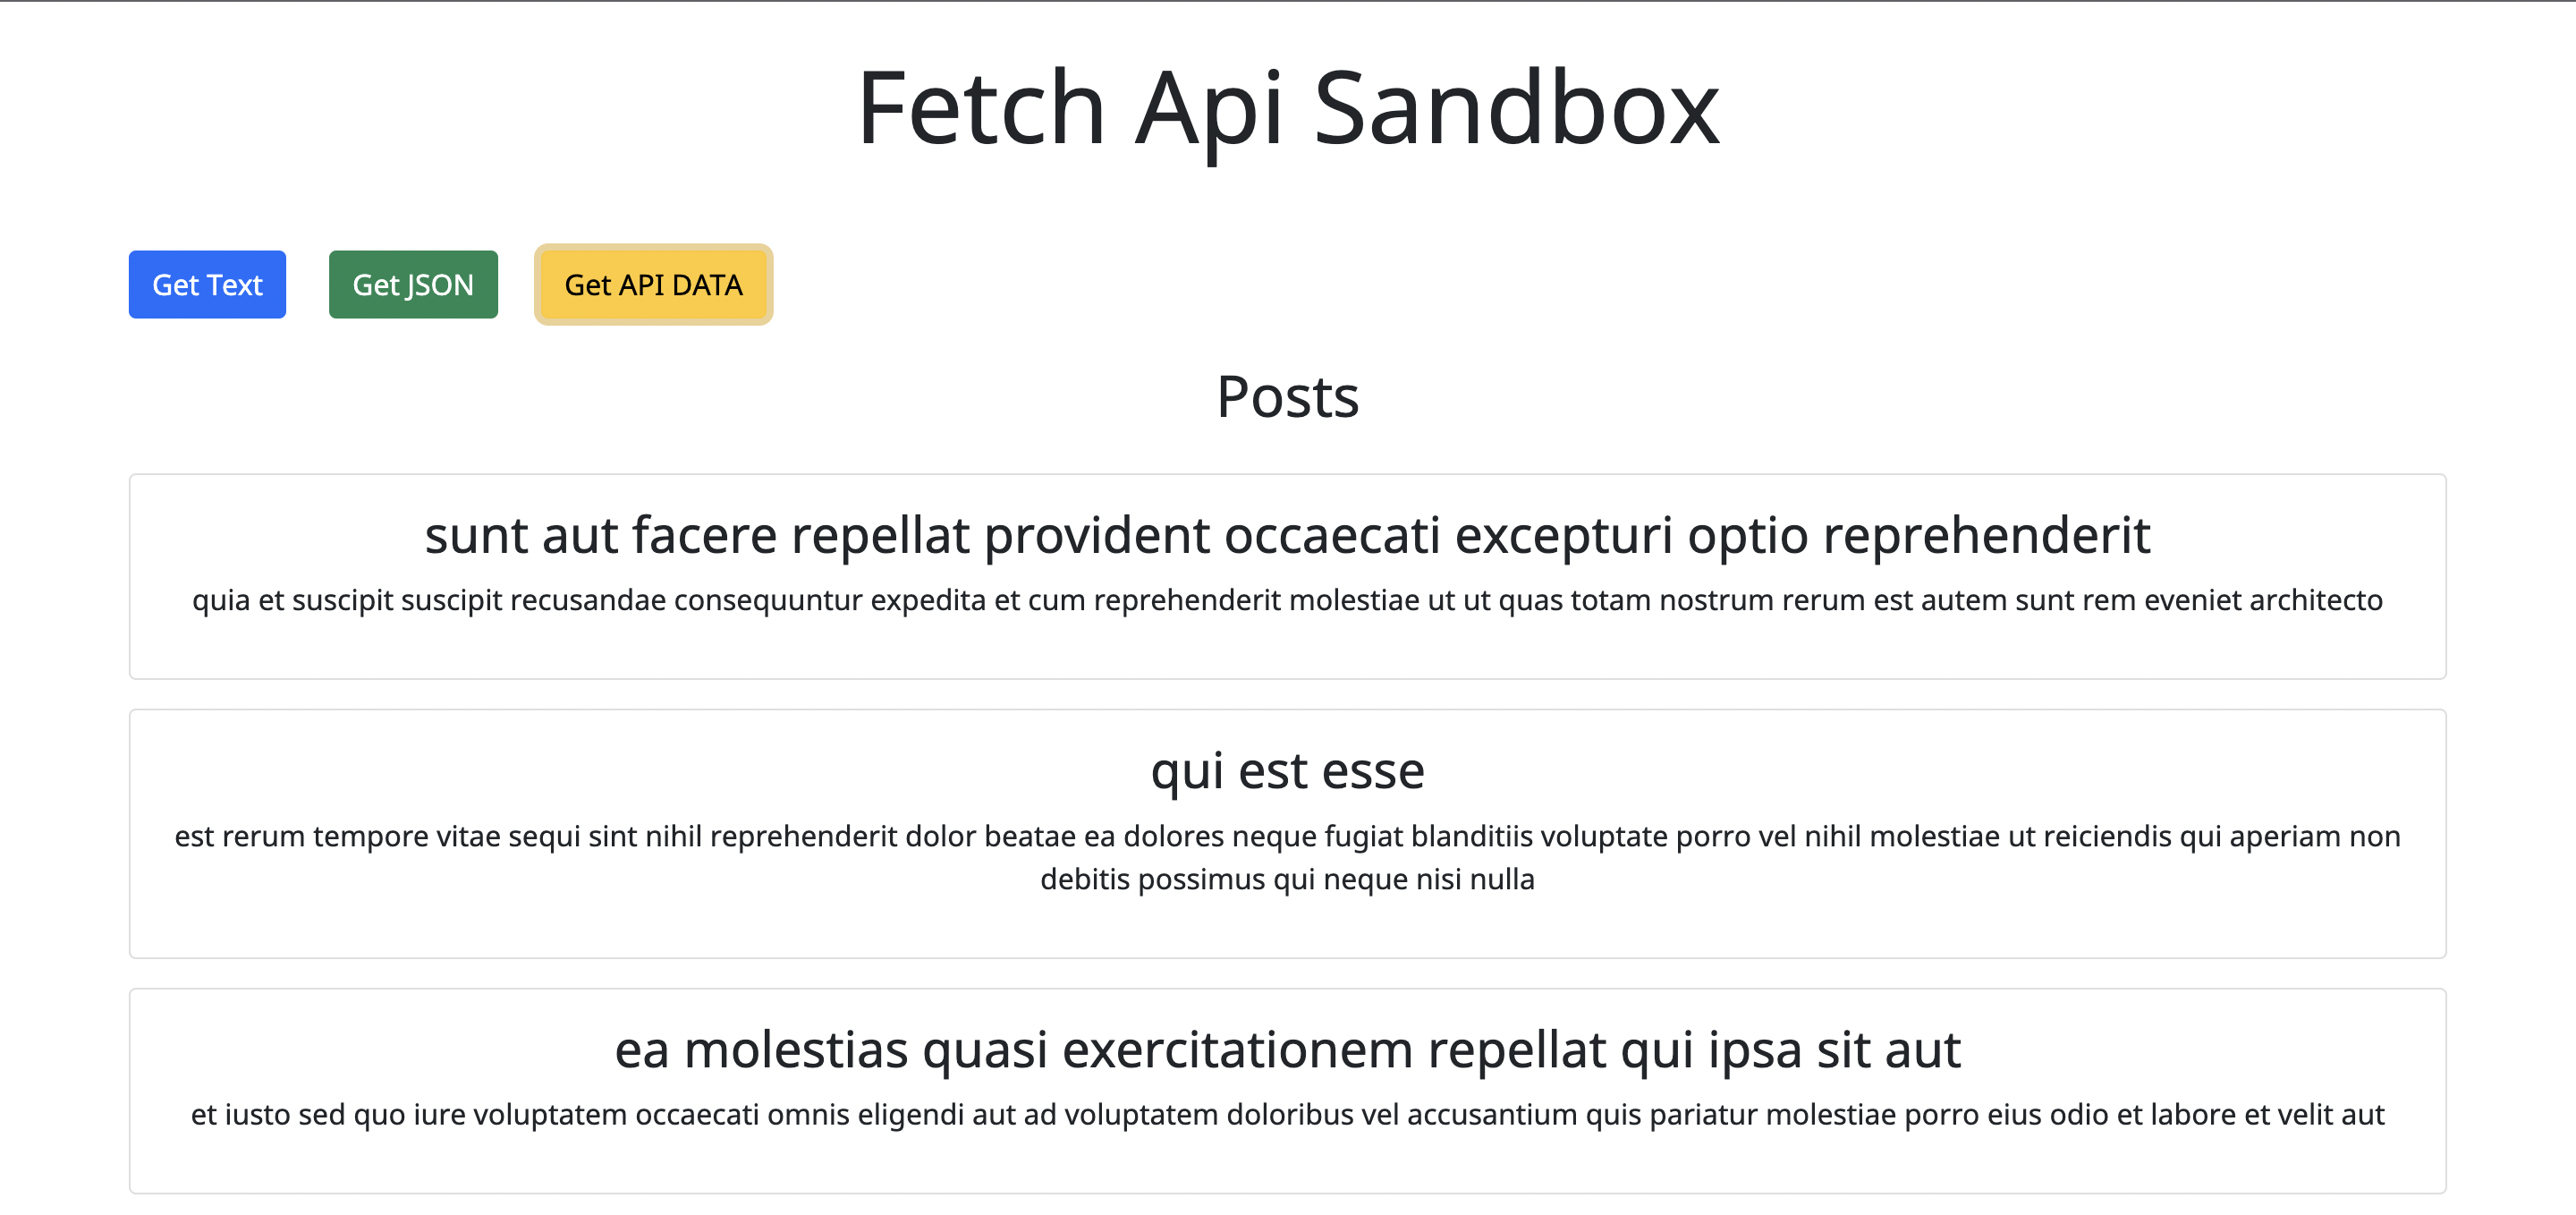 Fetch Api Sandbox
Get Text
Get JSON
Get API DATA
Posts
sunt aut facere repellat provident occaecati excepturi optio reprehenderit
quia et suscipit suscipit recusandae consequuntur expedita et cum reprehenderit molestiae ut ut quas totam nostrum rerum est autem sunt rem eveniet architecto
qui est esse
est rerum tempore vitae sequi sint nihil reprehenderit dolor beatae ea dolores neque fugiat blanditiis voluptate porro vel nihil molestiae ut reiciendis qui aperiam non
debitis possimus qui neque nisi nulla
ea molestias quasi exercitationem repellat qui ipsa sit aut
et iusto sed quo iure voluptatem occaecati omnis eligendi aut ad voluptatem doloribus vel accusantium quis pariatur molestiae porro eius odio et labore et velit aut